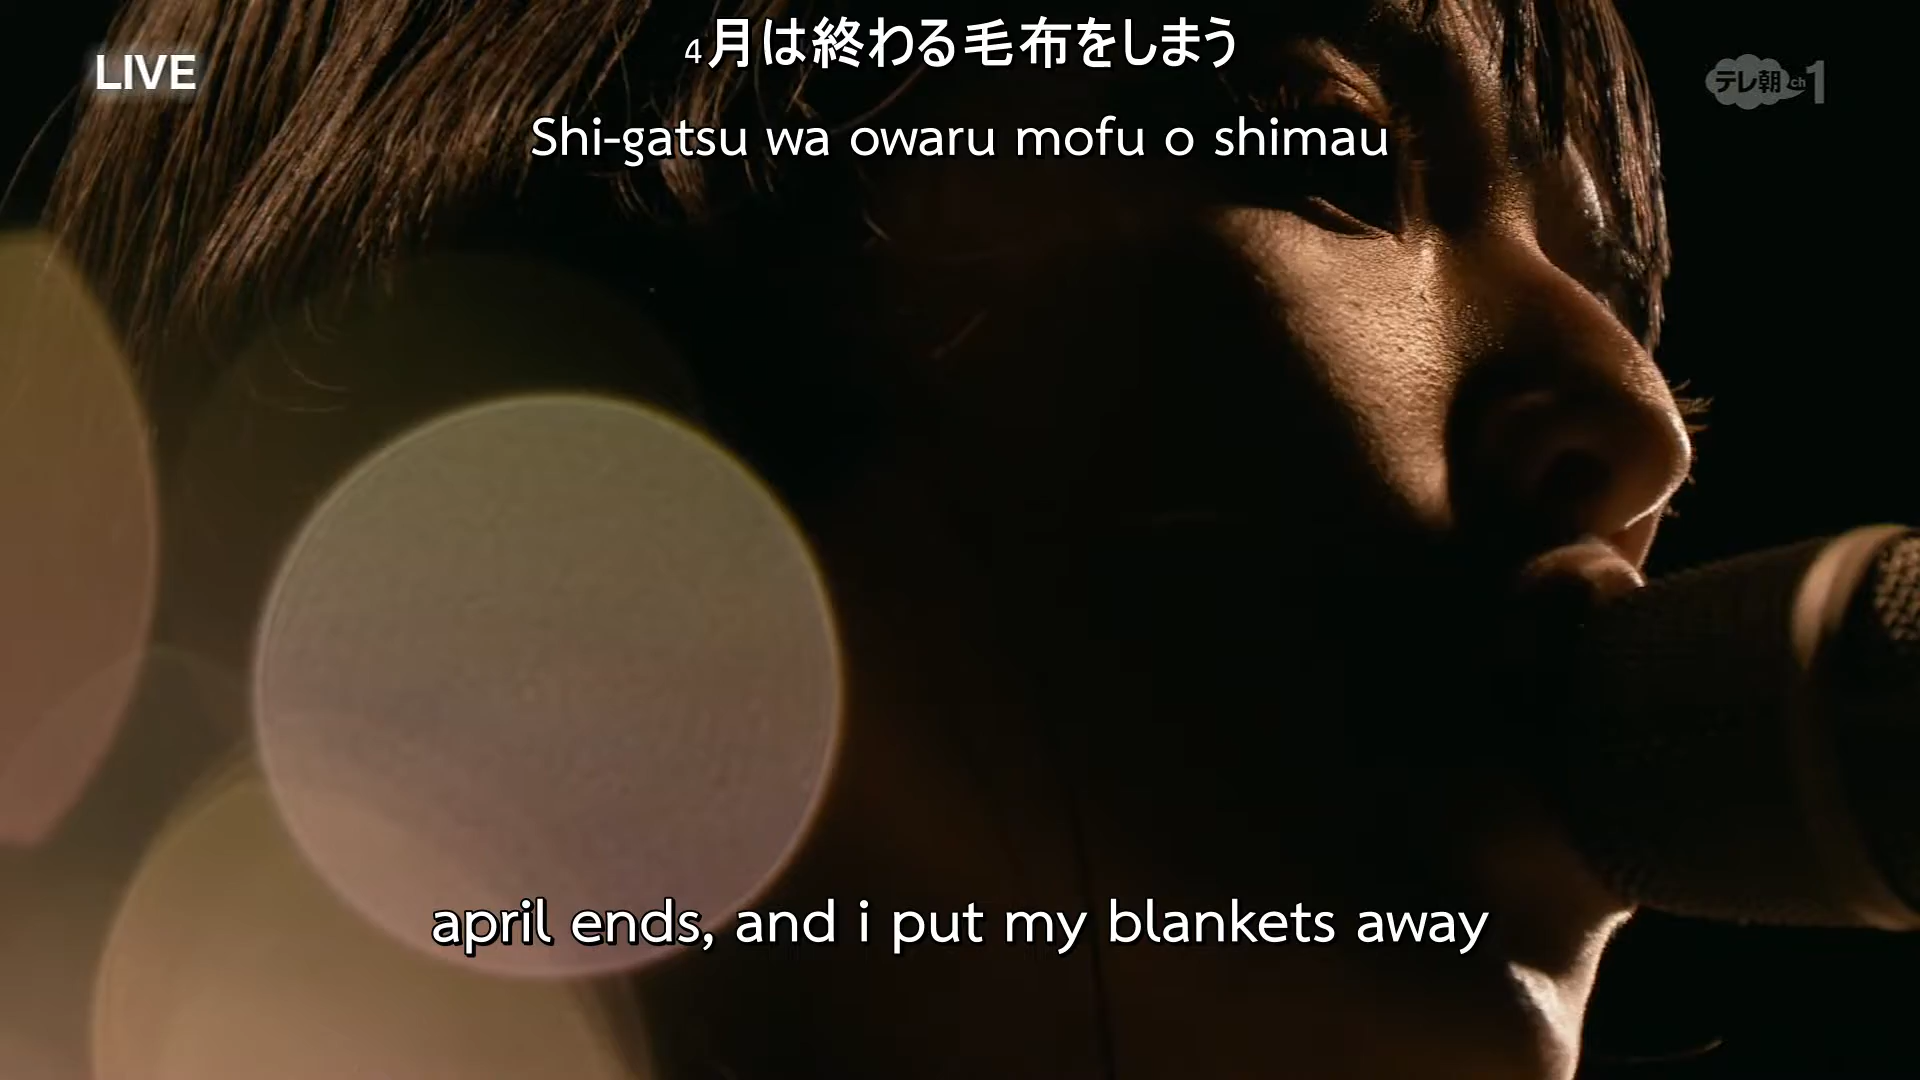 4月は終わる毛布をしまう
LIVE
テレ朝ch1
Shi-gatsu wa owaru mofu o shimau
april ends, and i put my blankets away